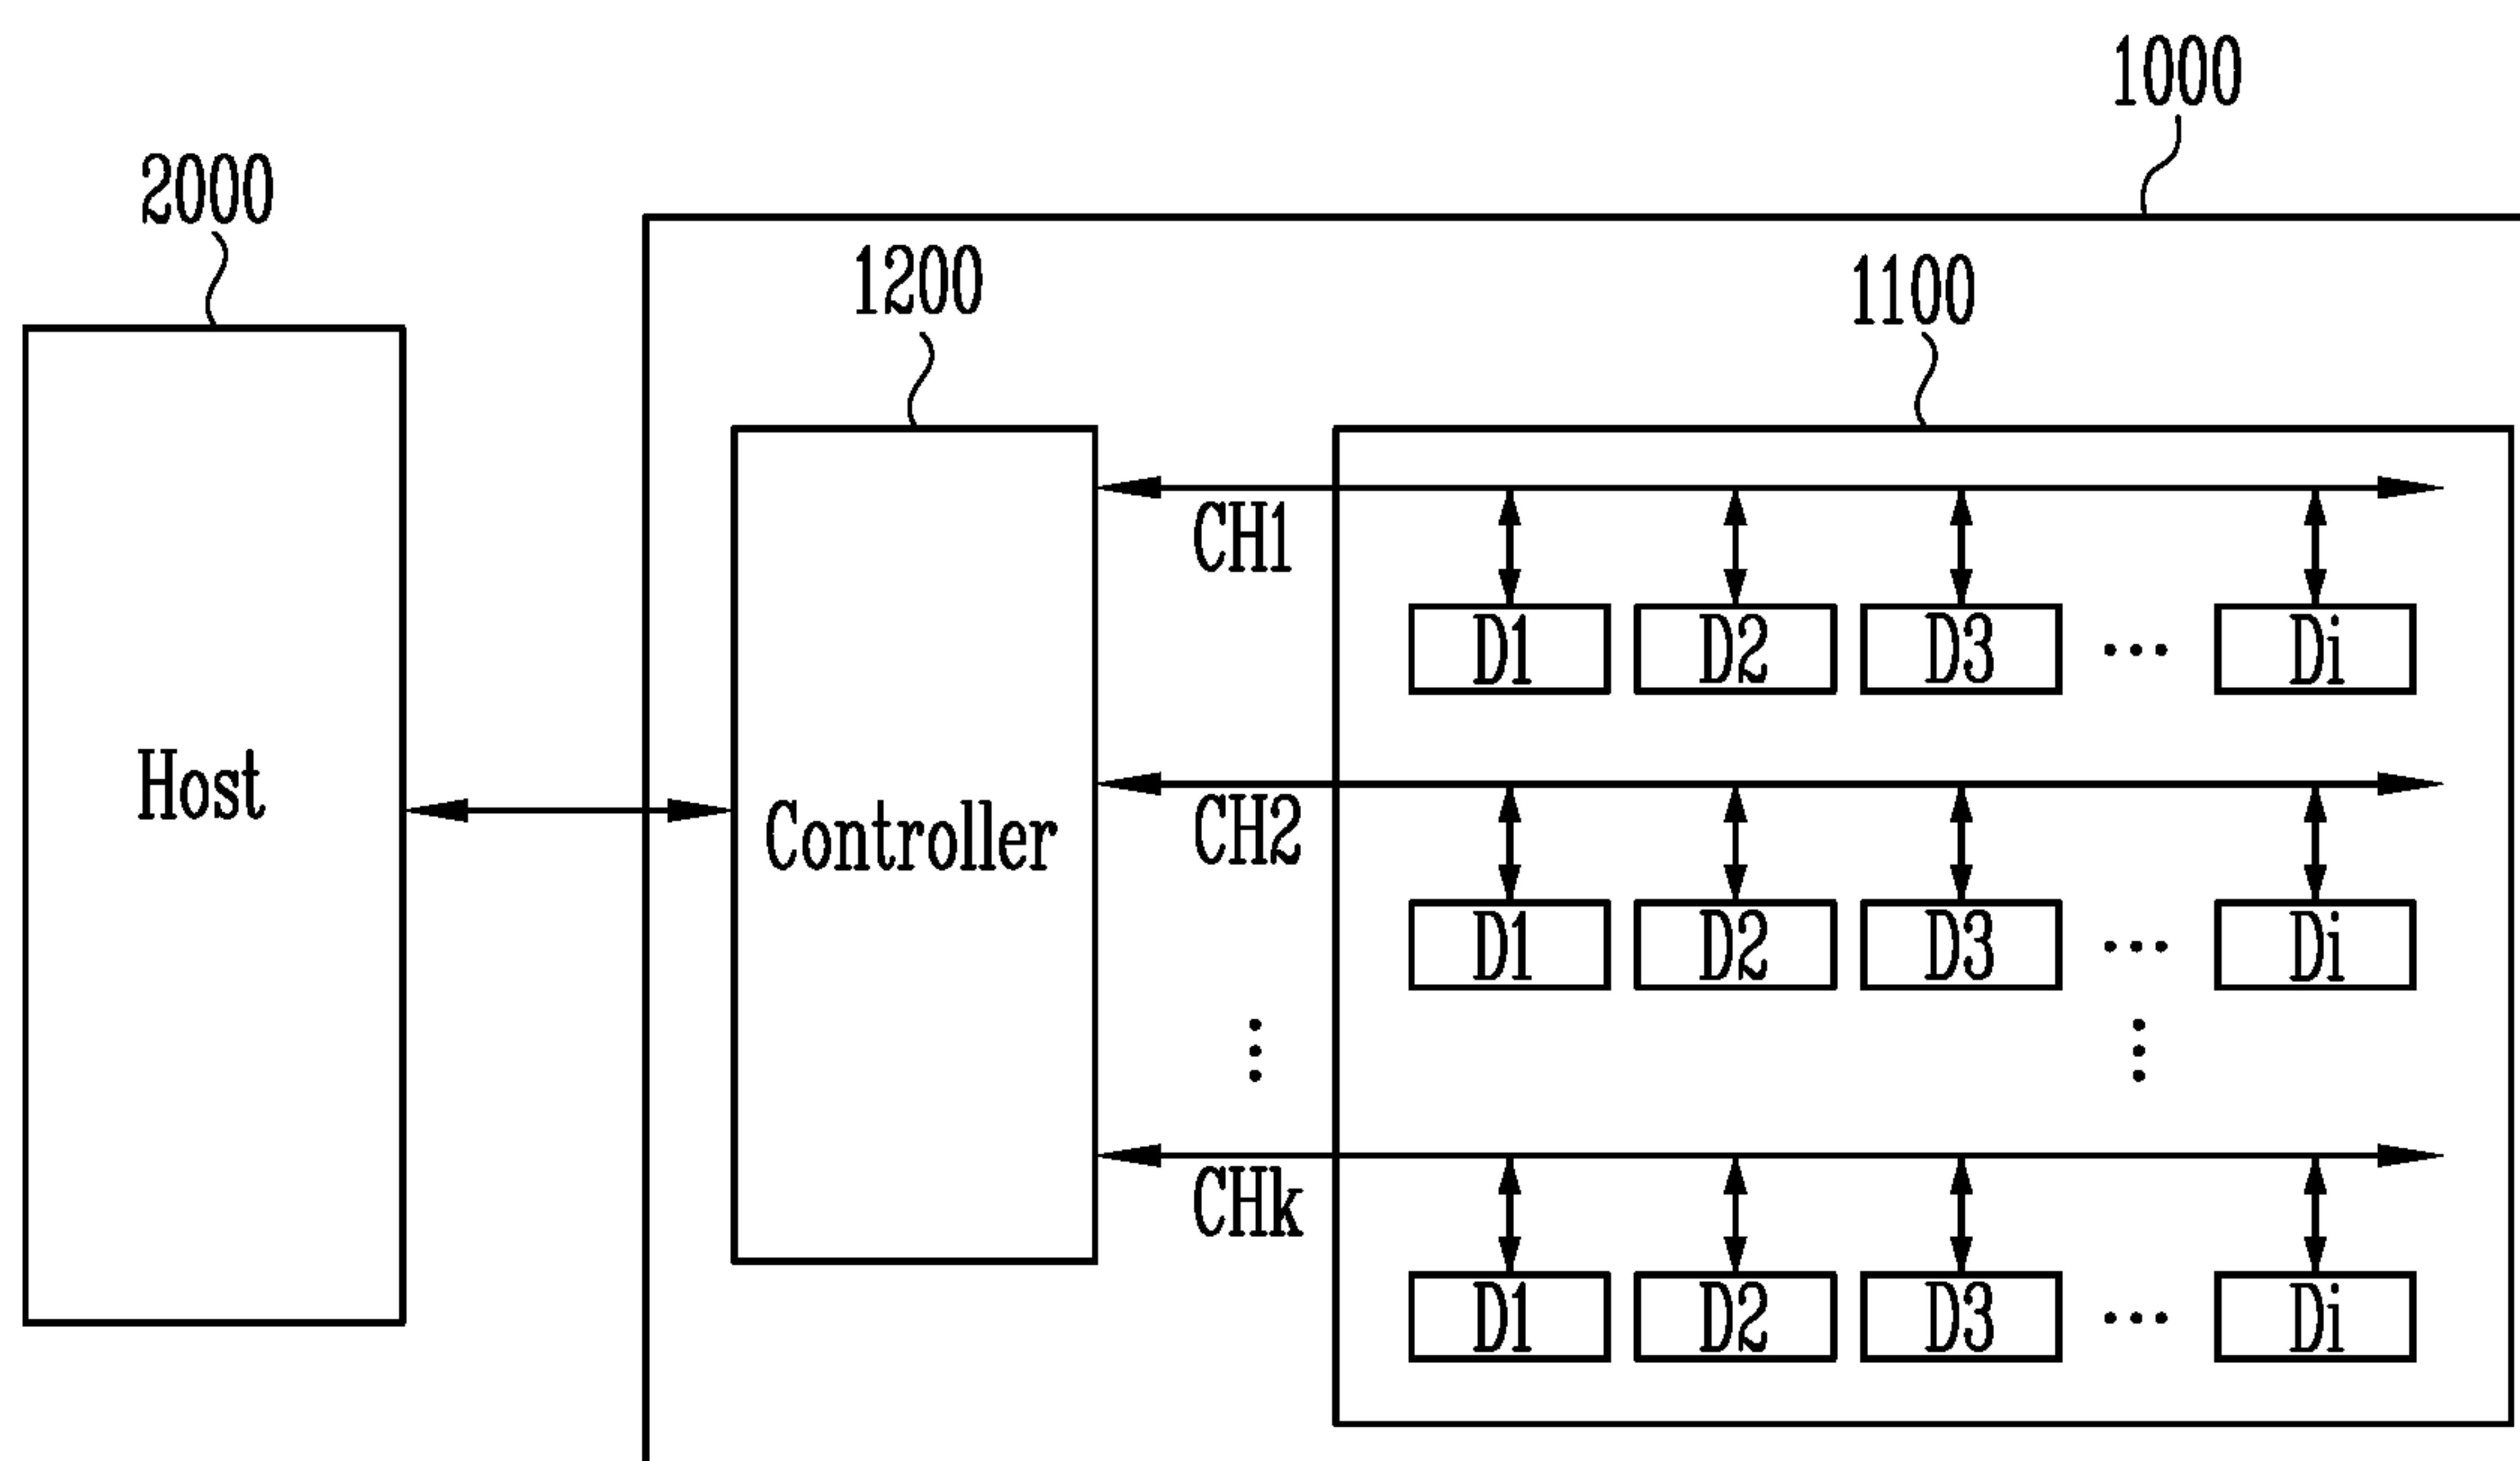 1000
2000
1200
1100
CH1
D1 D2 D3 ... Di
Host
Controller
CH2
D1 D2 D3 ... Di
CHk
D1 D2 D3 ... Di